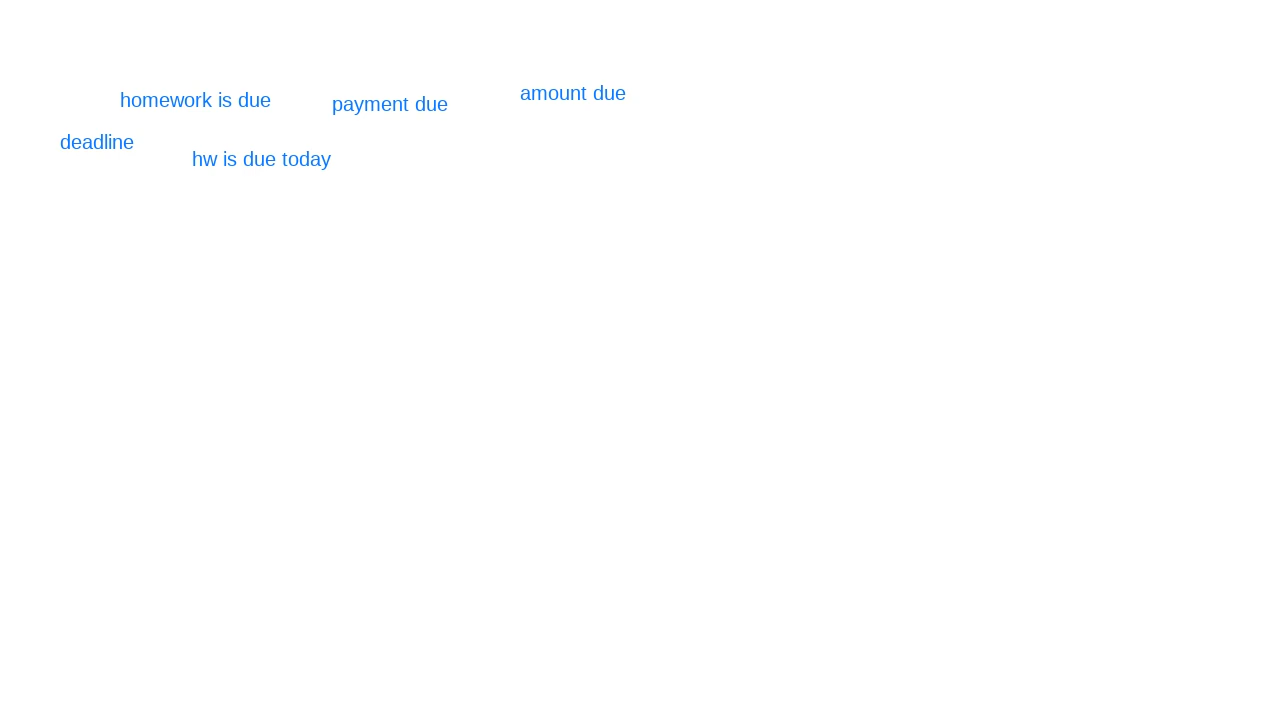 homework is due
payment due
amount due
deadline
hw is due today